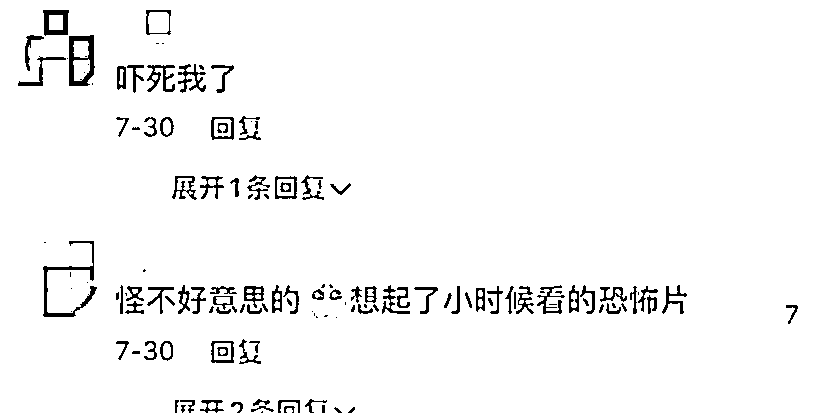 吓死我了
7-30 回复
展开1条回复
怪不好意思的 想起了小时候看的恐怖片
7
7-30 回复
展开2条回复